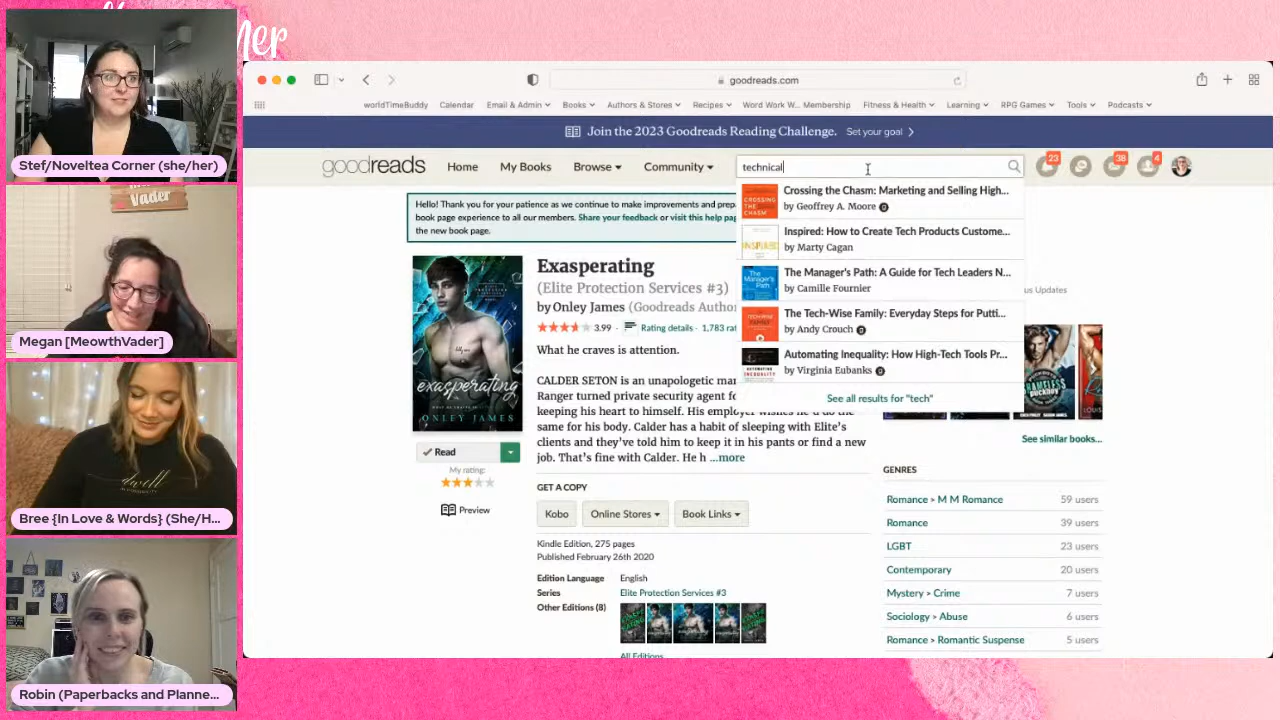 Mer
Stef/Noveltea Corner (she/her)
Vader
Megan [MeowthVader]
dwell
Bree {In Love & Words} (She/H...
Robin (Paperbacks and Planne...
goodreads.com
worldTimeBuddy Calendar Email & Admin Books Authors & Stores Recipes Word Work W... Membership Fitness & Health Learning RPG Games Tools Podcasts
Join the 2023 Goodreads Reading Challenge. Set your goal
goodreads Home My Books Browse Community technical 23 38 4
Hello! Thank you for your patience as we continue to make improvements and prepa
book page experience to all our members. Share your feedback or visit this help pag
the new book page.
Crossing the Chasm: Marketing and Selling High...
by Geoffrey A. Moore
Inspired: How to Create Tech Products Custome...
by Marty Cagan
The Manager's Path: A Guide for Tech Leaders N...
by Camille Fournier
The Tech-Wise Family: Everyday Steps for Putti...
by Andy Crouch
Automating Inequality: How High-Tech Tools Pr...
by Virginia Eubanks
See all results for "tech"
exasperating
ONLEY JAMES
Read
My rating:
Preview
Exasperating
(Elite Protection Services #3)
by Onley James (Goodreads Autho
3.99 · Rating details · 1,783 rat
What he craves is attention.
CALDER SETON is an unapologetic mar
Ranger turned private security agent fo
keeping his heart to himself. His employ
same for his body. Calder has a habit of sleeping with Elite's
clients and they've told him to keep it in his pants or find a new
job. That's fine with Calder. He h ...more
GET A COPY
Kobo Online Stores Book Links
Kindle Edition, 275 pages
Published February 26th 2020
Edition Language English
Series Elite Protection Services #3
Other Editions (8)
All Editions
us Updates
SHAMELESS
See similar books...
GENRES
Romance > M M Romance 59 users
Romance 39 users
LGBT 23 users
Contemporary 20 users
Mystery > Crime 7 users
Sociology > Abuse 6 users
Romance > Romantic Suspense 5 users